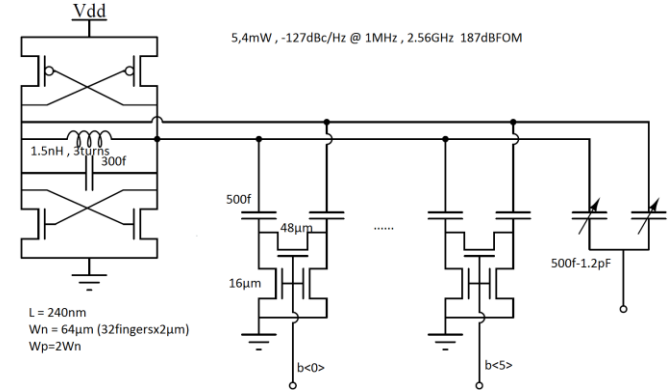 Vdd
5,4mW , -127dBc/Hz @ 1MHz , 2.56GHz  187dBFOM
1.5nH , 3turns
300f
500f
48µm
......
16µm
500f-1.2pF
L = 240nm
Wn = 64µm (32fingersx2µm)
Wp=2Wn
b<0>
b<5>